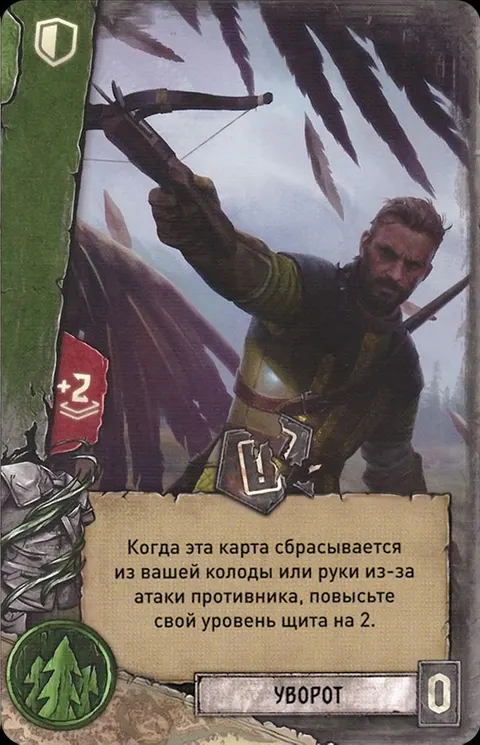 +2
!
Когда эта карта сбрасывается
из вашей колоды или руки из-за
атаки противника, повысьте
свой уровень щита на 2.
УВОРОТ
0